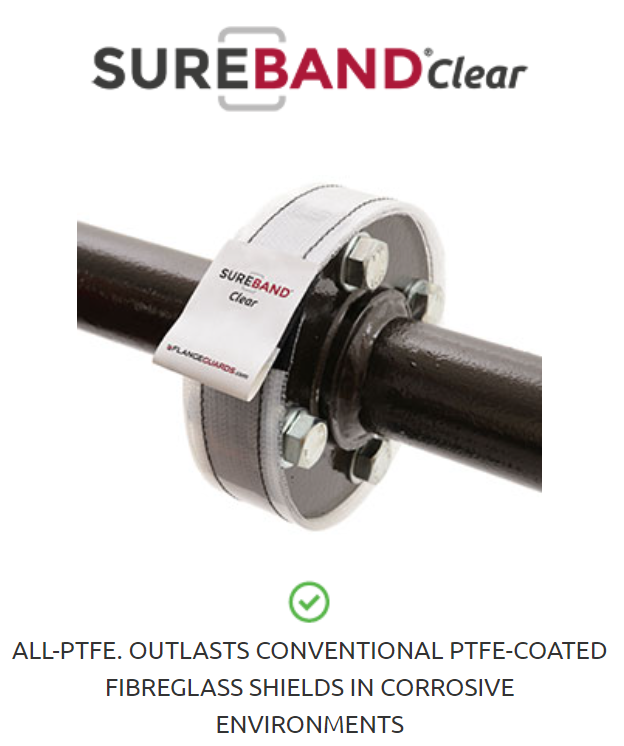 SUREBAND® Clear
SUREBAND®
Clear
FLANGEGUARDS.com
ALL-PTFE. OUTLASTS CONVENTIONAL PTFE-COATED
FIBREGLASS SHIELDS IN CORROSIVE
ENVIRONMENTS